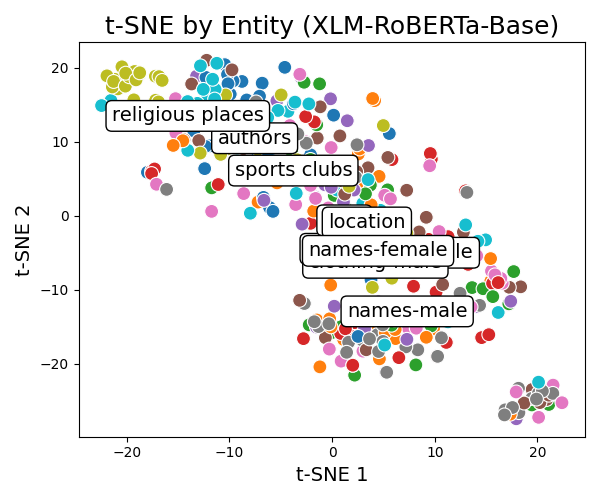 t-SNE by Entity (XLM-RoBERTa-Base)
t-SNE 2
20
10
0
−10
−20
religious places
authors
sports clubs
location
names-female
names-male
−20
−10
0
10
20
t-SNE 1